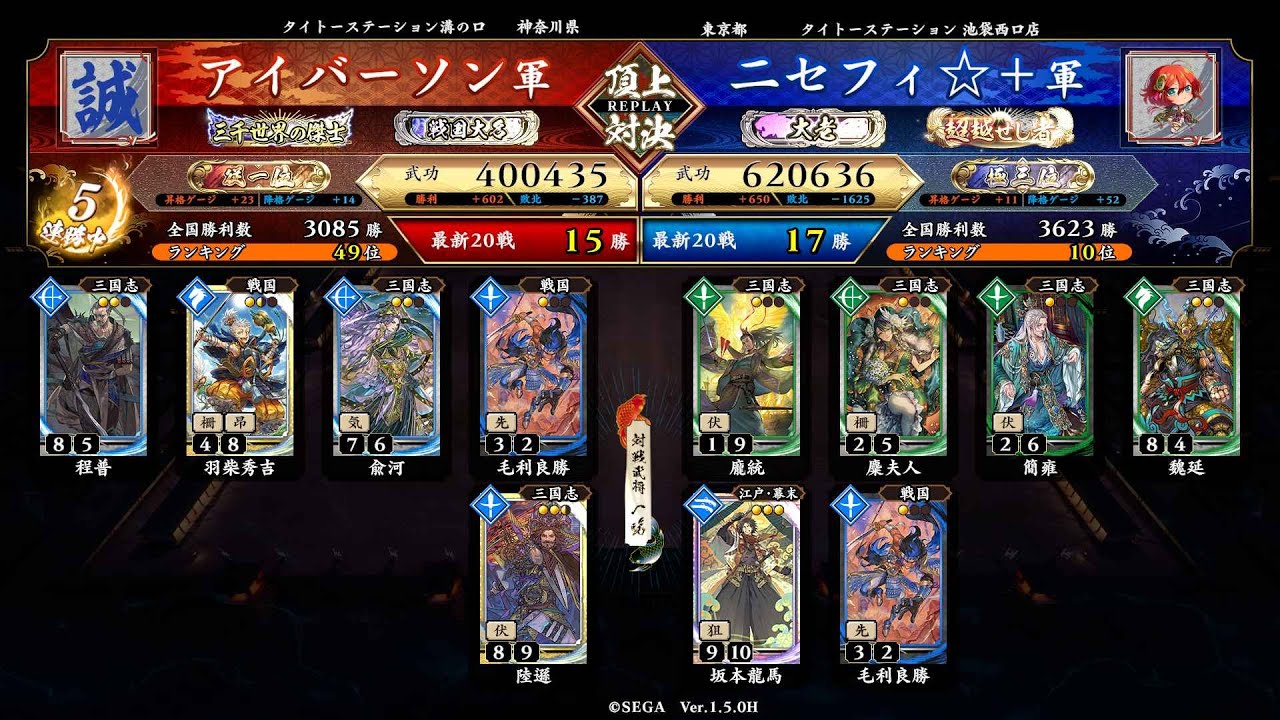 タイトーステーション溝の口 神奈川県
東京都 タイトーステーション 池袋西口店
誠
アイバーソン軍
頂上
REPLAY
対決
ニセフィ☆＋軍
三千世界の傑士
戦国太子
大老
超越せし者
5
連勝中
従一位
武功 400435
勝利 +602 敗北 -387
武功 620636
勝利 +650 敗北 -1625
極三位
昇格ゲージ +23 降格ゲージ +14
昇格ゲージ +11 降格ゲージ +52
全国勝利数 3085 勝
ランキング 49位
最新20戦 15勝
最新20戦 17勝
全国勝利数 3623 勝
ランキング 10位
三国志
8 5
程普
戦国
柵 昂
4 8
羽柴秀吉
三国志
気
7 6
兪河
戦国
先
3 2
毛利良勝
三国志
伏
8 9
陸遜
対戦武将一覧
三国志
伏
1 9
龐統
三国志
柵
2 5
麋夫人
三国志
伏
2 6
簡雍
三国志
8 4
魏延
江戸・幕末
狙
9 10
坂本龍馬
戦国
先
3 2
毛利良勝
©SEGA Ver.1.5.0H